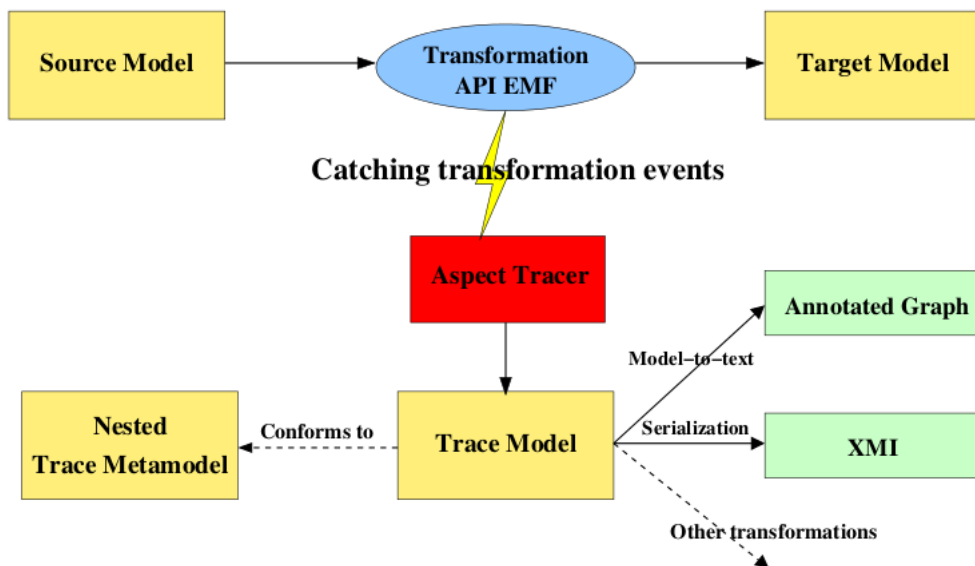 Source Model
Transformation
API EMF
Target Model
Catching transformation events
Aspect Tracer
Annotated Graph
Model-to-text
Nested
Trace Metamodel
Conforms to
Trace Model
Serialization
XMI
Other transformations